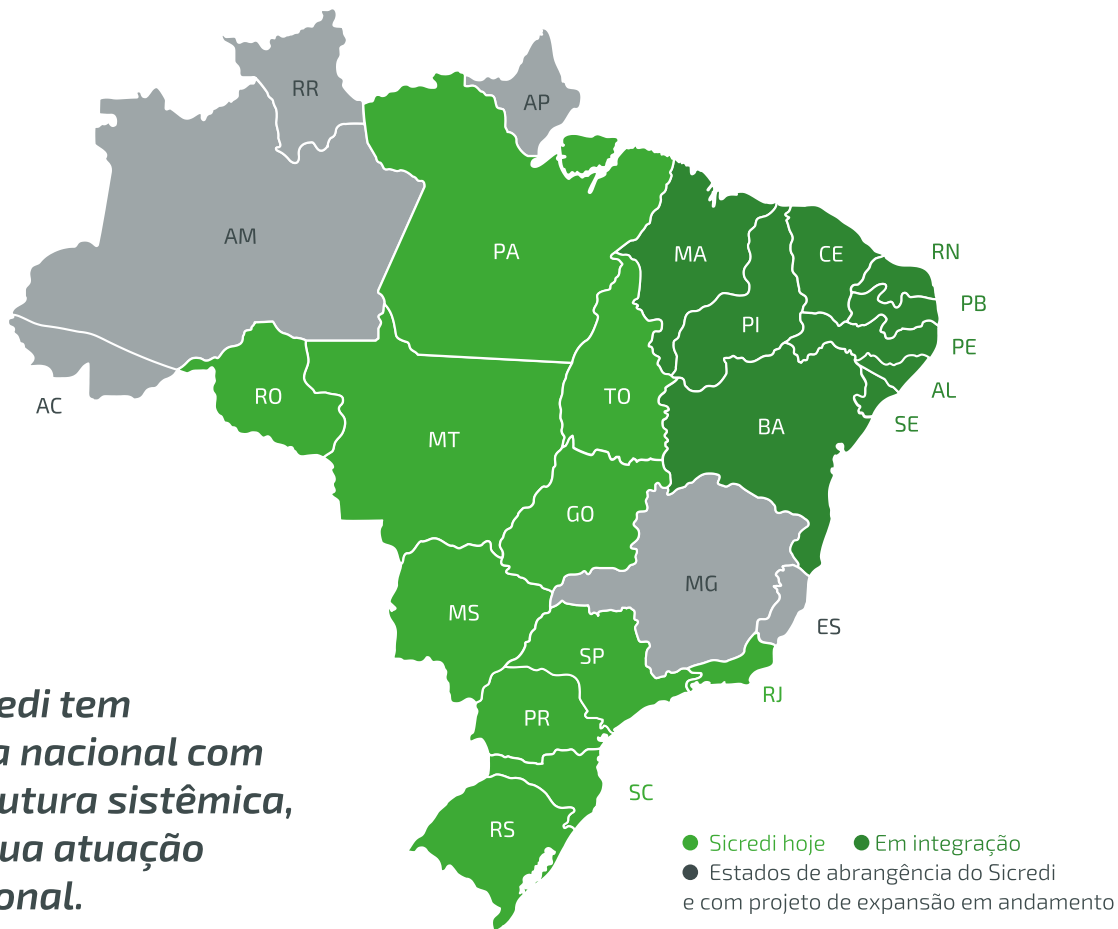 RR
AP
AM
PA
MA
CE
RN
PB
PI
PE
AC
RO
TO
AL
SE
MT
BA
GO
MG
MS
ES
SP
RJ
PR
SC
RS
edi tem
a nacional com
utura sistêmica,
ua atuação
onal.
Sicredi hoje Em integração
Estados de abrangência do Sicredi
e com projeto de expansão em andamento